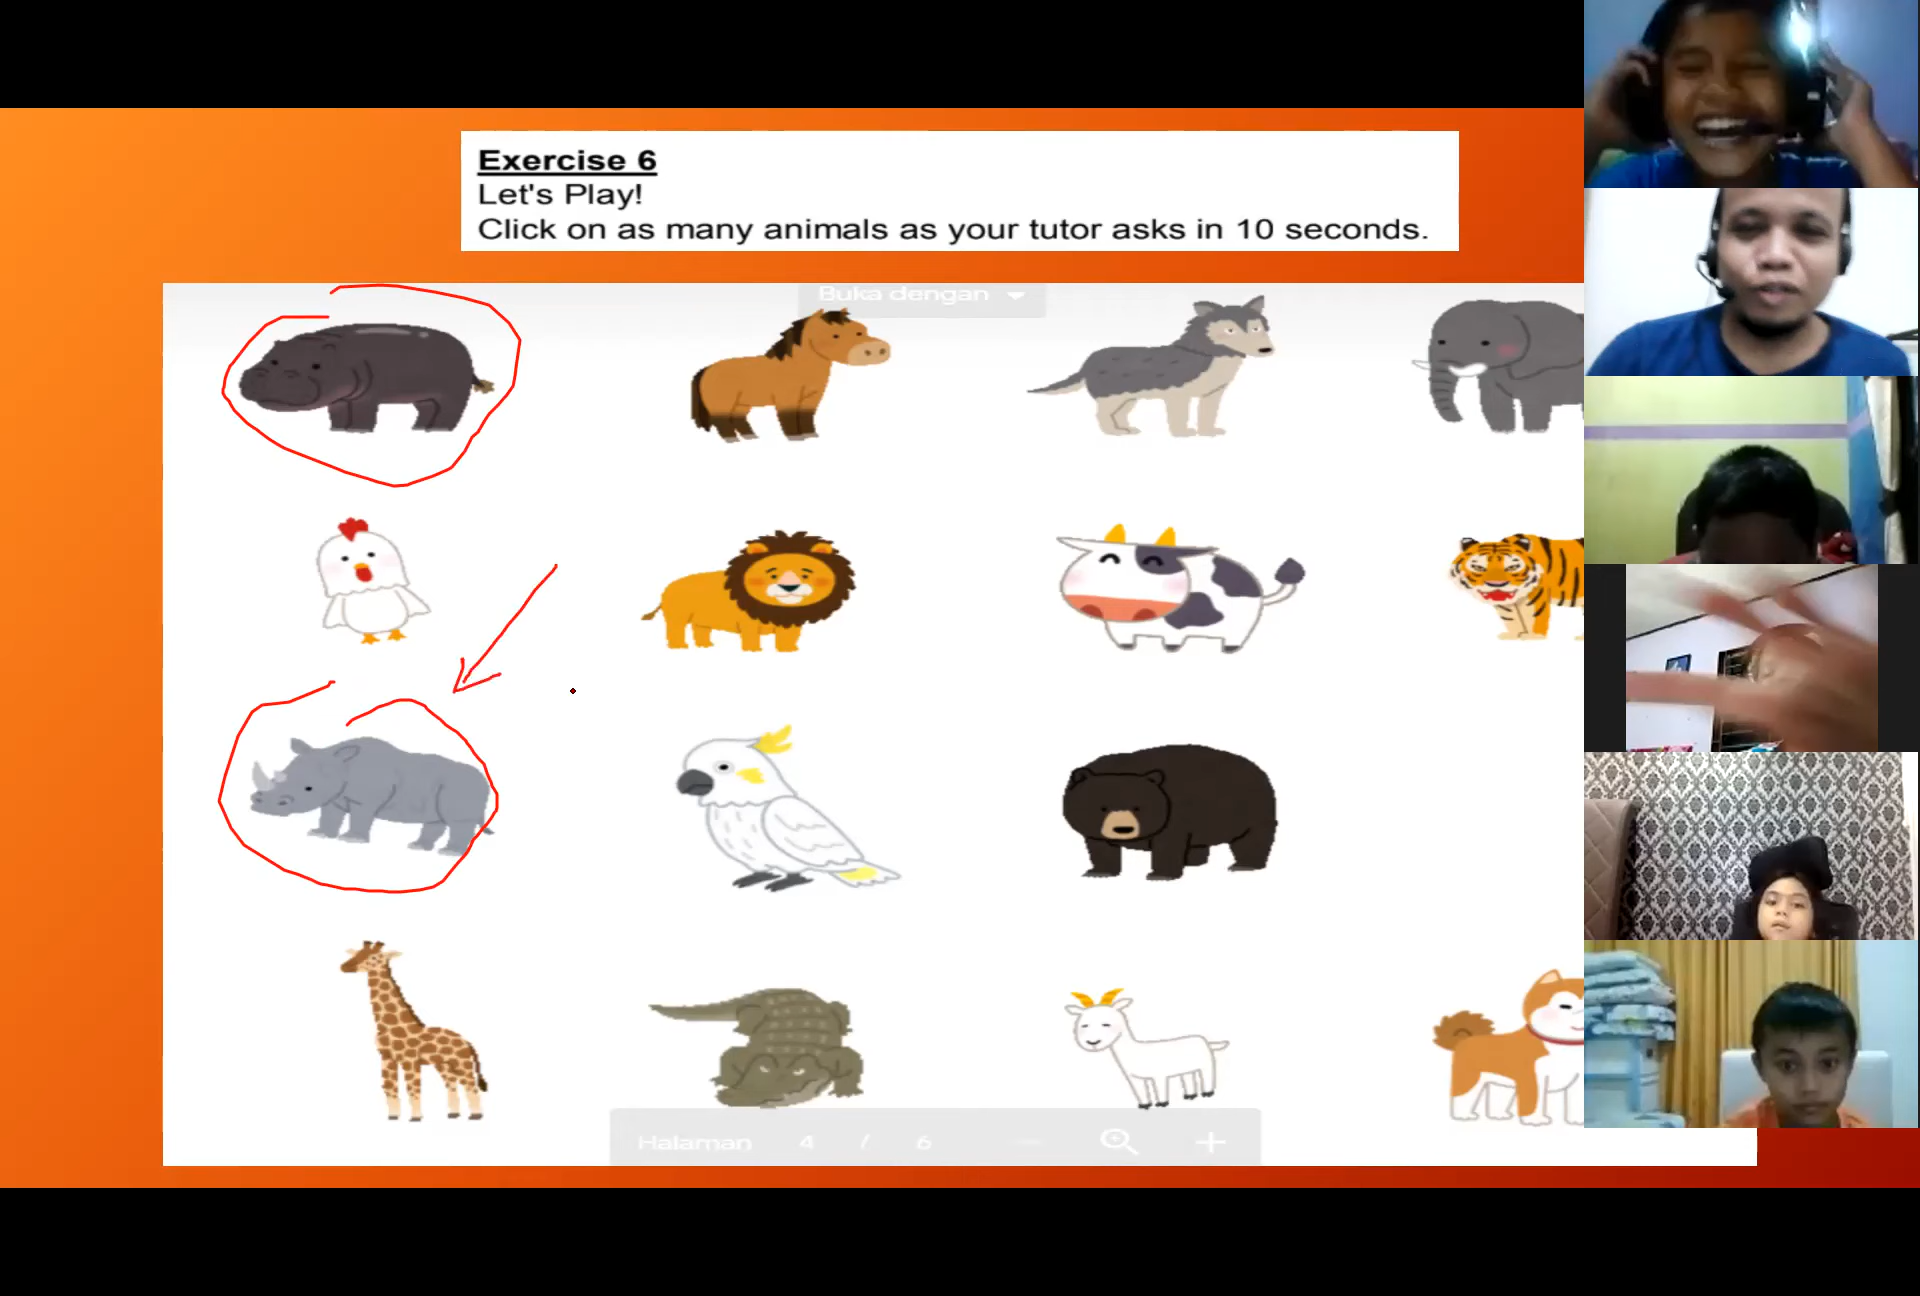 Exercise 6
Let's Play!
Click on as many animals as your tutor asks in 10 seconds.
Buka dengan
Halaman 4 / 6